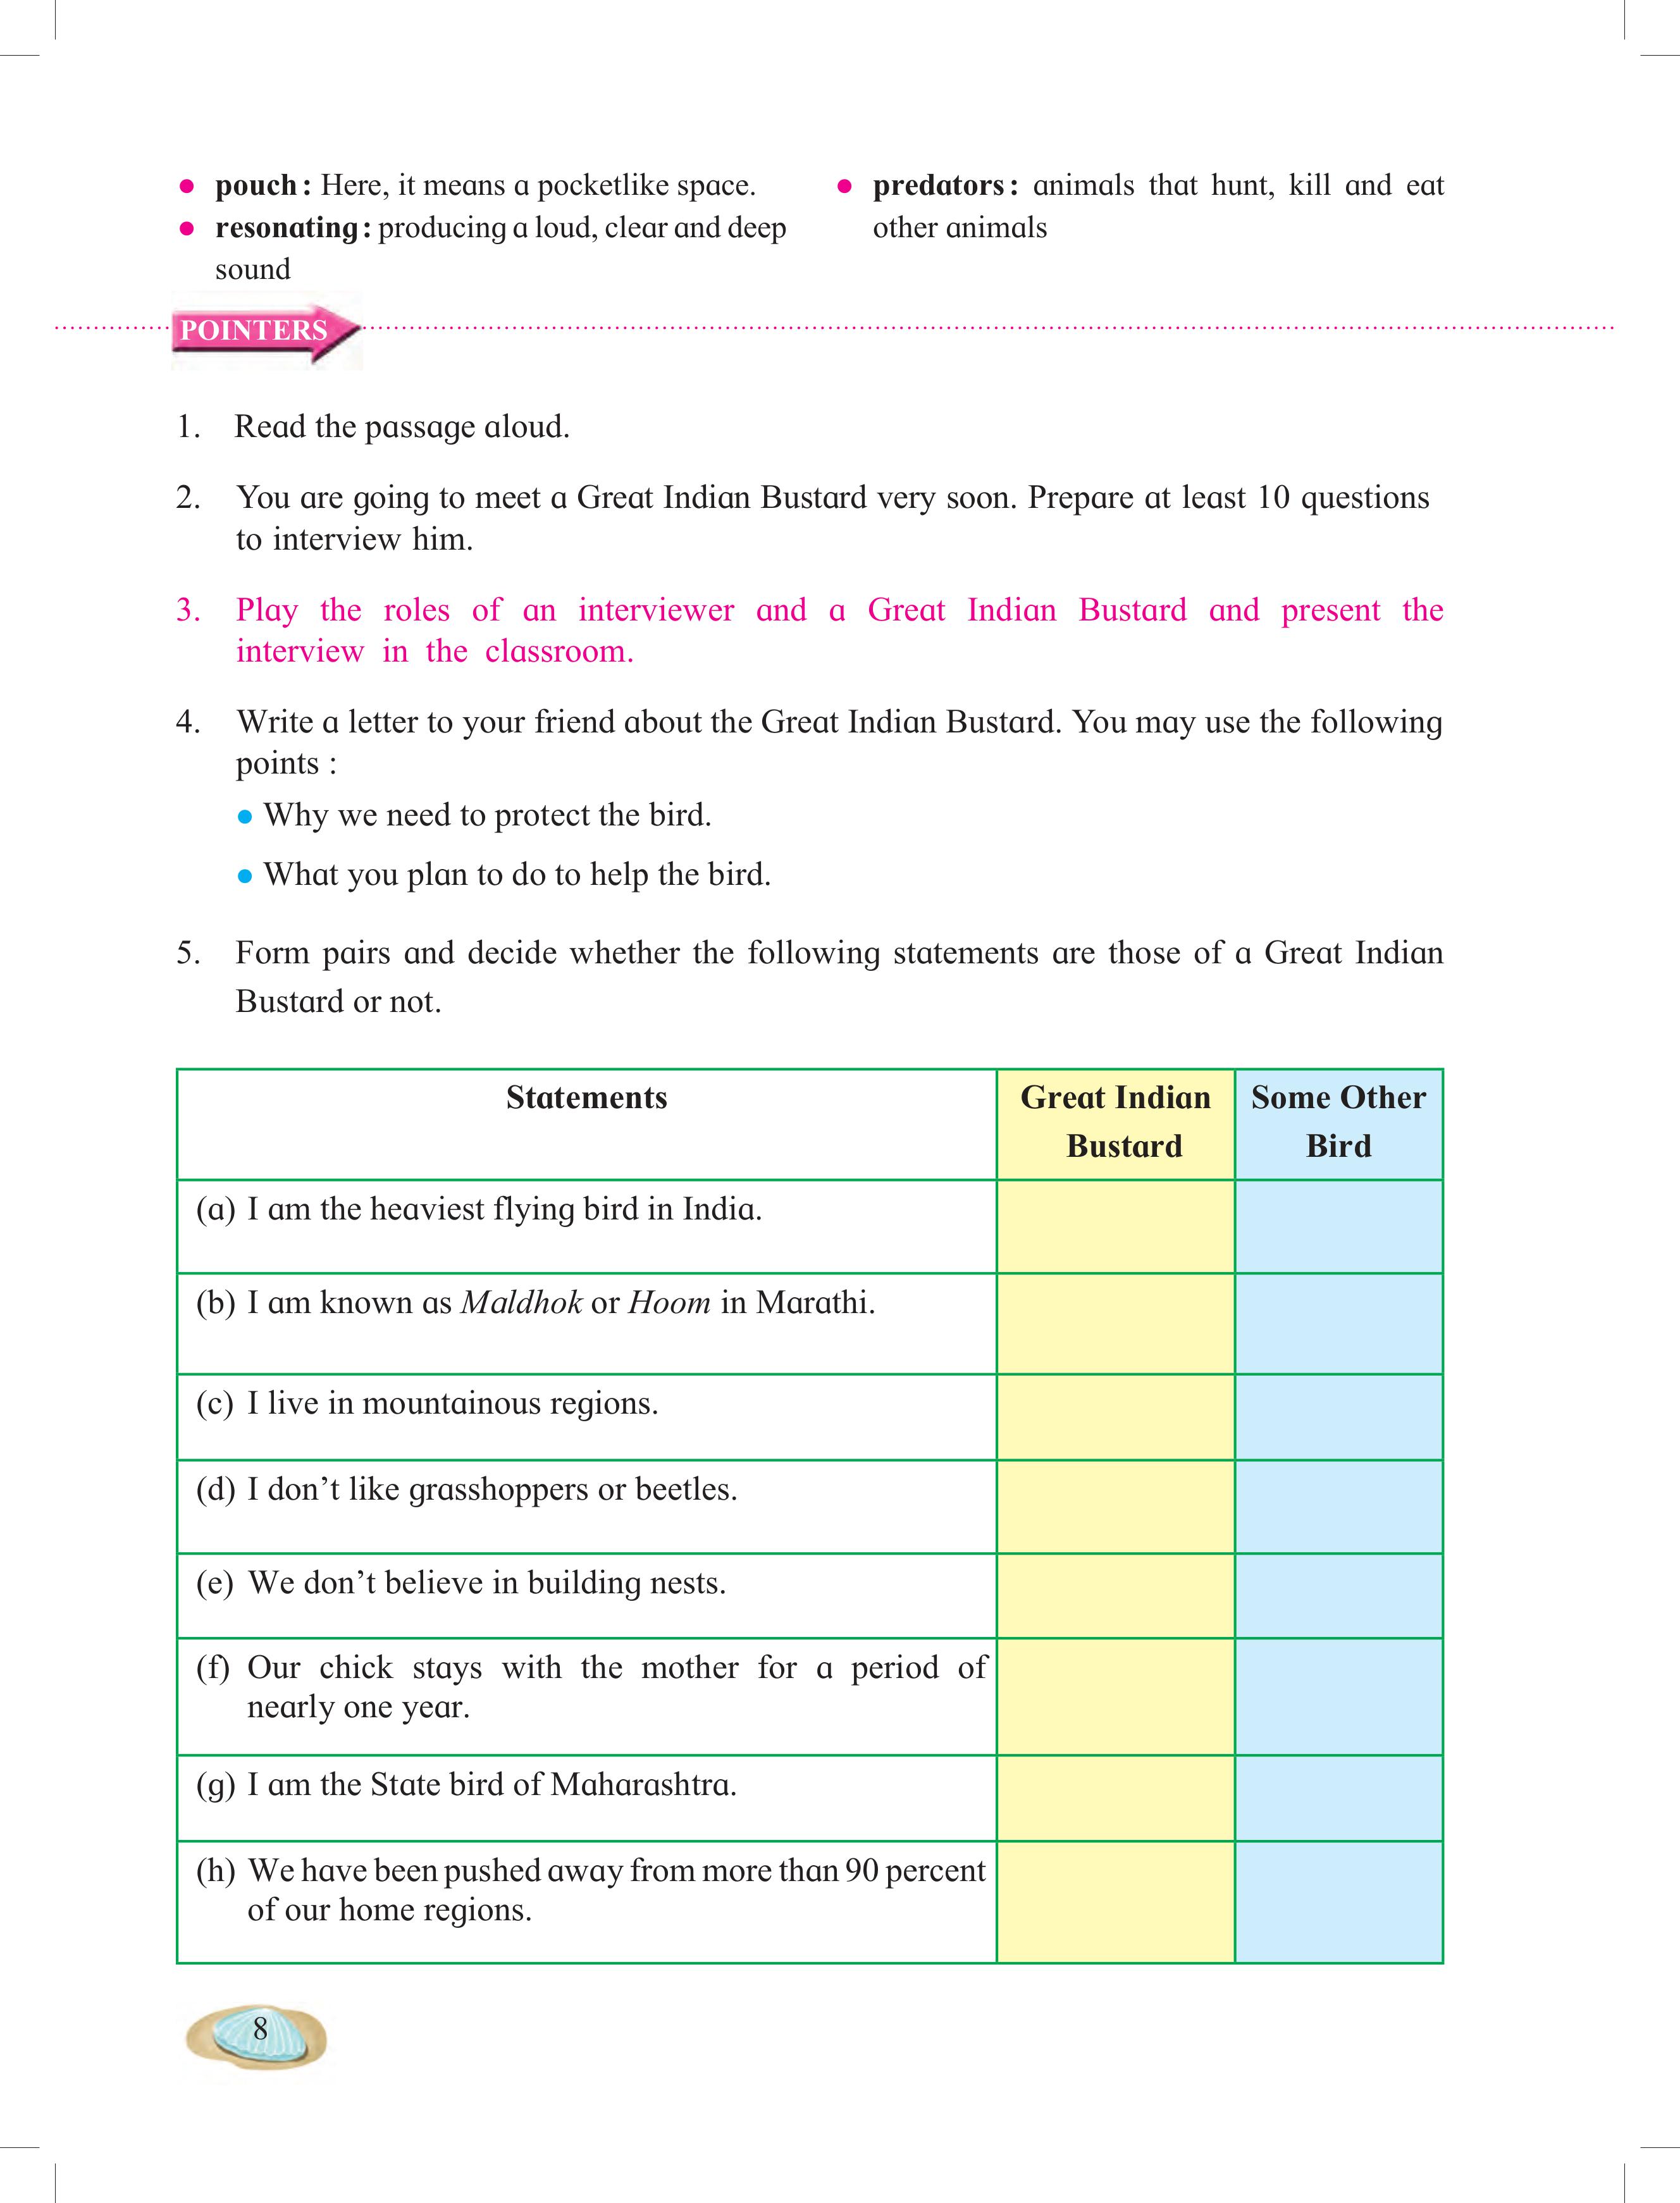 ● pouch : Here, it means a pocketlike space.
● resonating : producing a loud, clear and deep
sound
● predators : animals that hunt, kill and eat
other animals
POINTERS
1. Read the passage aloud.
2. You are going to meet a Great Indian Bustard very soon. Prepare at least 10 questions
to interview him.
3. Play the roles of an interviewer and a Great Indian Bustard and present the
interview in the classroom.
4. Write a letter to your friend about the Great Indian Bustard. You may use the following
points :
● Why we need to protect the bird.
● What you plan to do to help the bird.
5. Form pairs and decide whether the following statements are those of a Great Indian
Bustard or not.
Statements
Great Indian
Bustard
Some Other
Bird
(a) I am the heaviest flying bird in India.
(b) I am known as Maldhok or Hoom in Marathi.
(c) I live in mountainous regions.
(d) I don’t like grasshoppers or beetles.
(e) We don’t believe in building nests.
(f) Our chick stays with the mother for a period of
nearly one year.
(g) I am the State bird of Maharashtra.
(h) We have been pushed away from more than 90 percent
of our home regions.
8